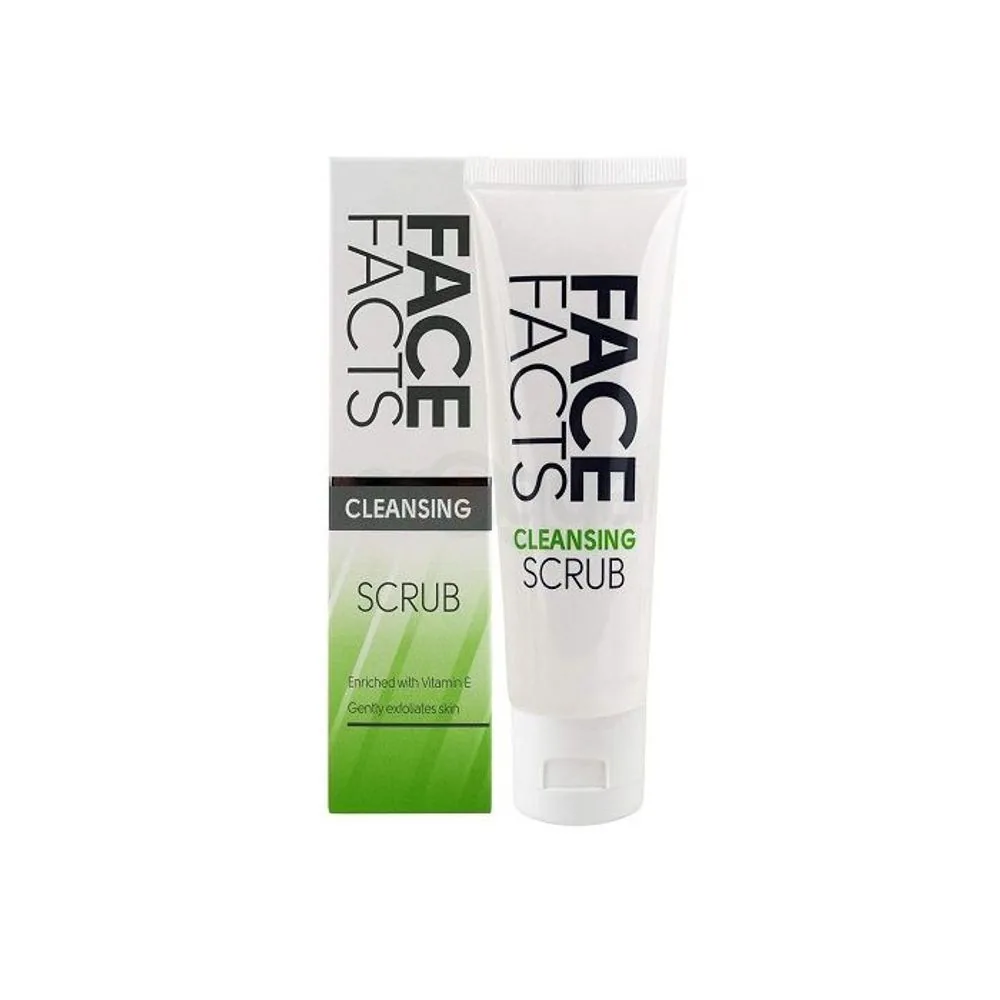 FACE
FACTS
CLEANSING
SCRUB
Enriched with Vitamin E
Gently exfoliates skin
FACE
FACTS
CLEANSING
SCRUB